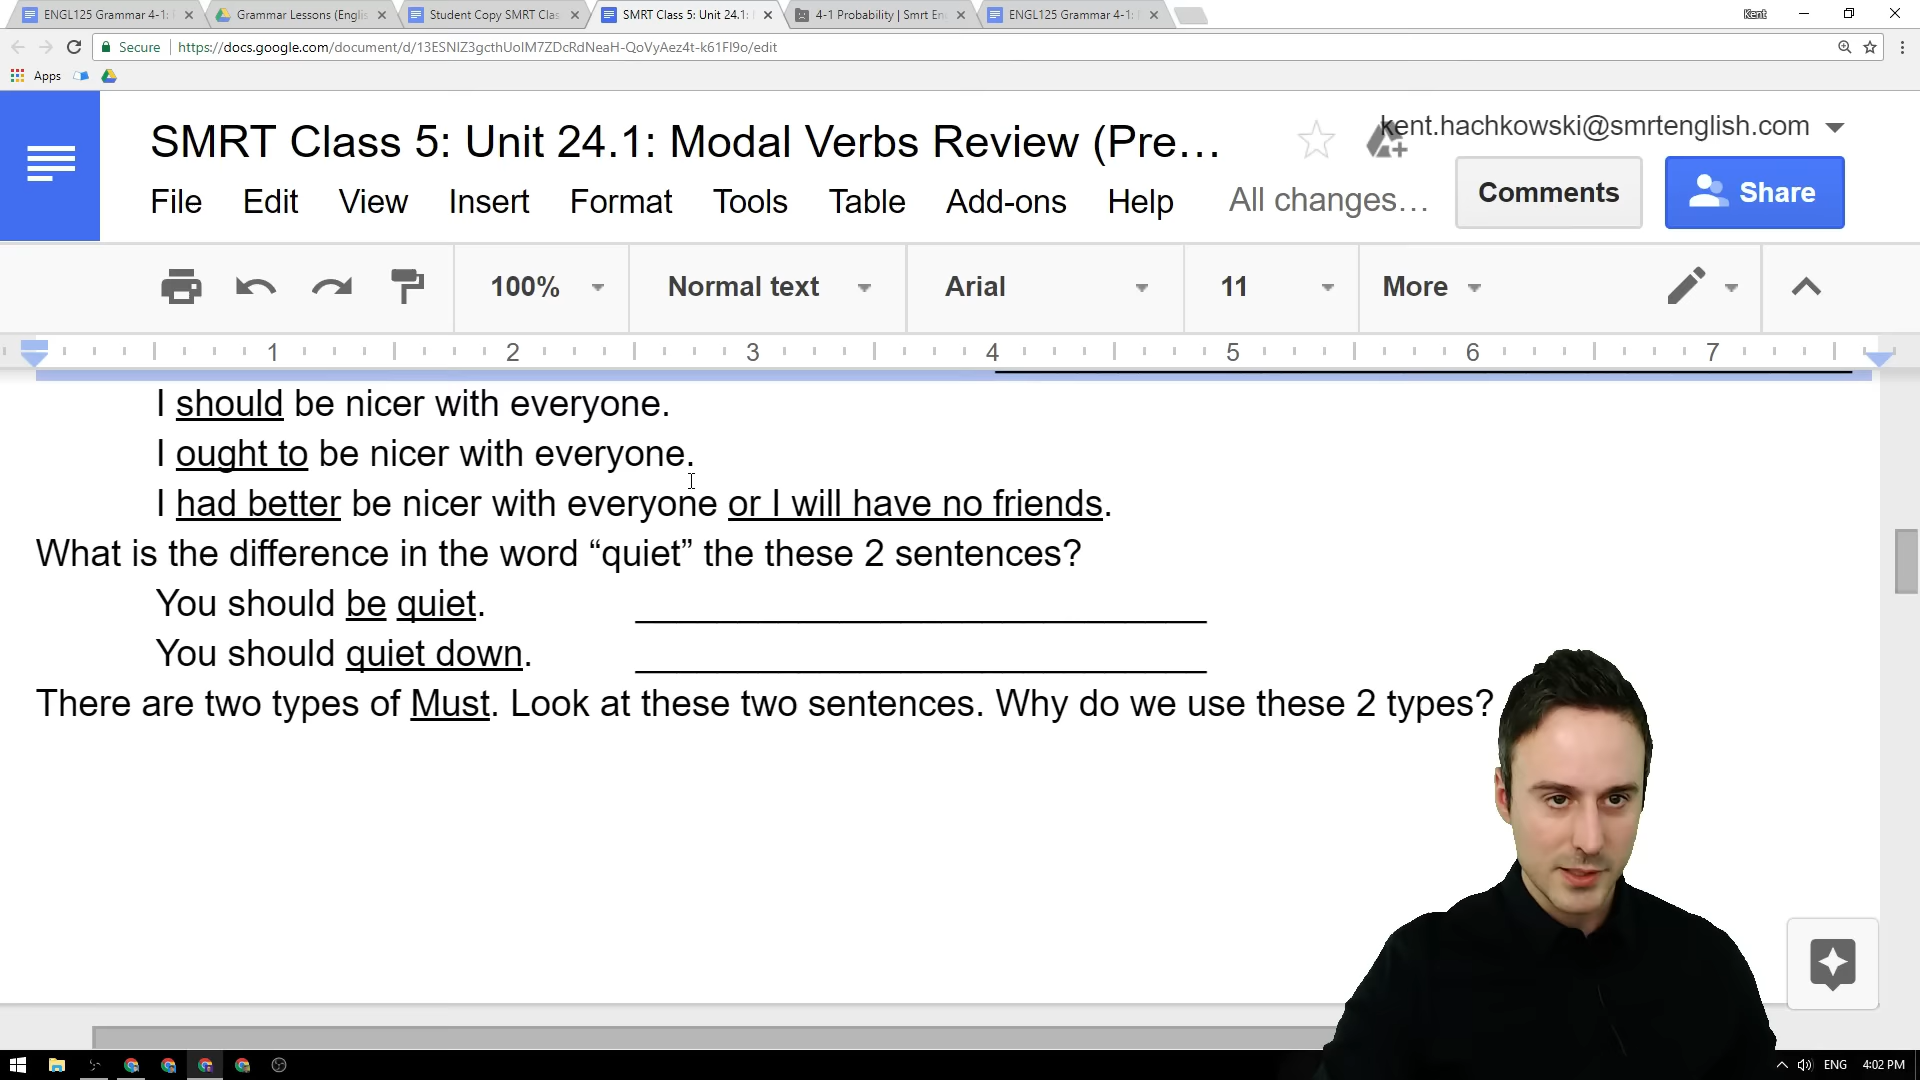 ENGL125 Grammar 4-1:
Grammar Lessons (Englis
Student Copy SMRT Clas
SMRT Class 5: Unit 24.1:
4-1 Probability | Smrt En
ENGL125 Grammar 4-1:
Kent
Secure
https://docs.google.com/document/d/13ESNlZ3gcthUolM7ZDcRdNeaH-QoVyAez4t-k61Fl9o/edit
Apps
SMRT Class 5: Unit 24.1: Modal Verbs Review (Pre…
kent.hachkowski@smrtenglish.com
File Edit View Insert Format Tools Table Add-ons Help All changes…
Comments
Share
100% Normal text Arial 11 More
1 2 3 4 5 6 7
I should be nicer with everyone.
I ought to be nicer with everyone.
I had better be nicer with everyone or I will have no friends.
What is the difference in the word “quiet” the these 2 sentences?
You should be quiet.
You should quiet down.
There are two types of Must. Look at these two sentences. Why do we use these 2 types?
ENG 4:02 PM